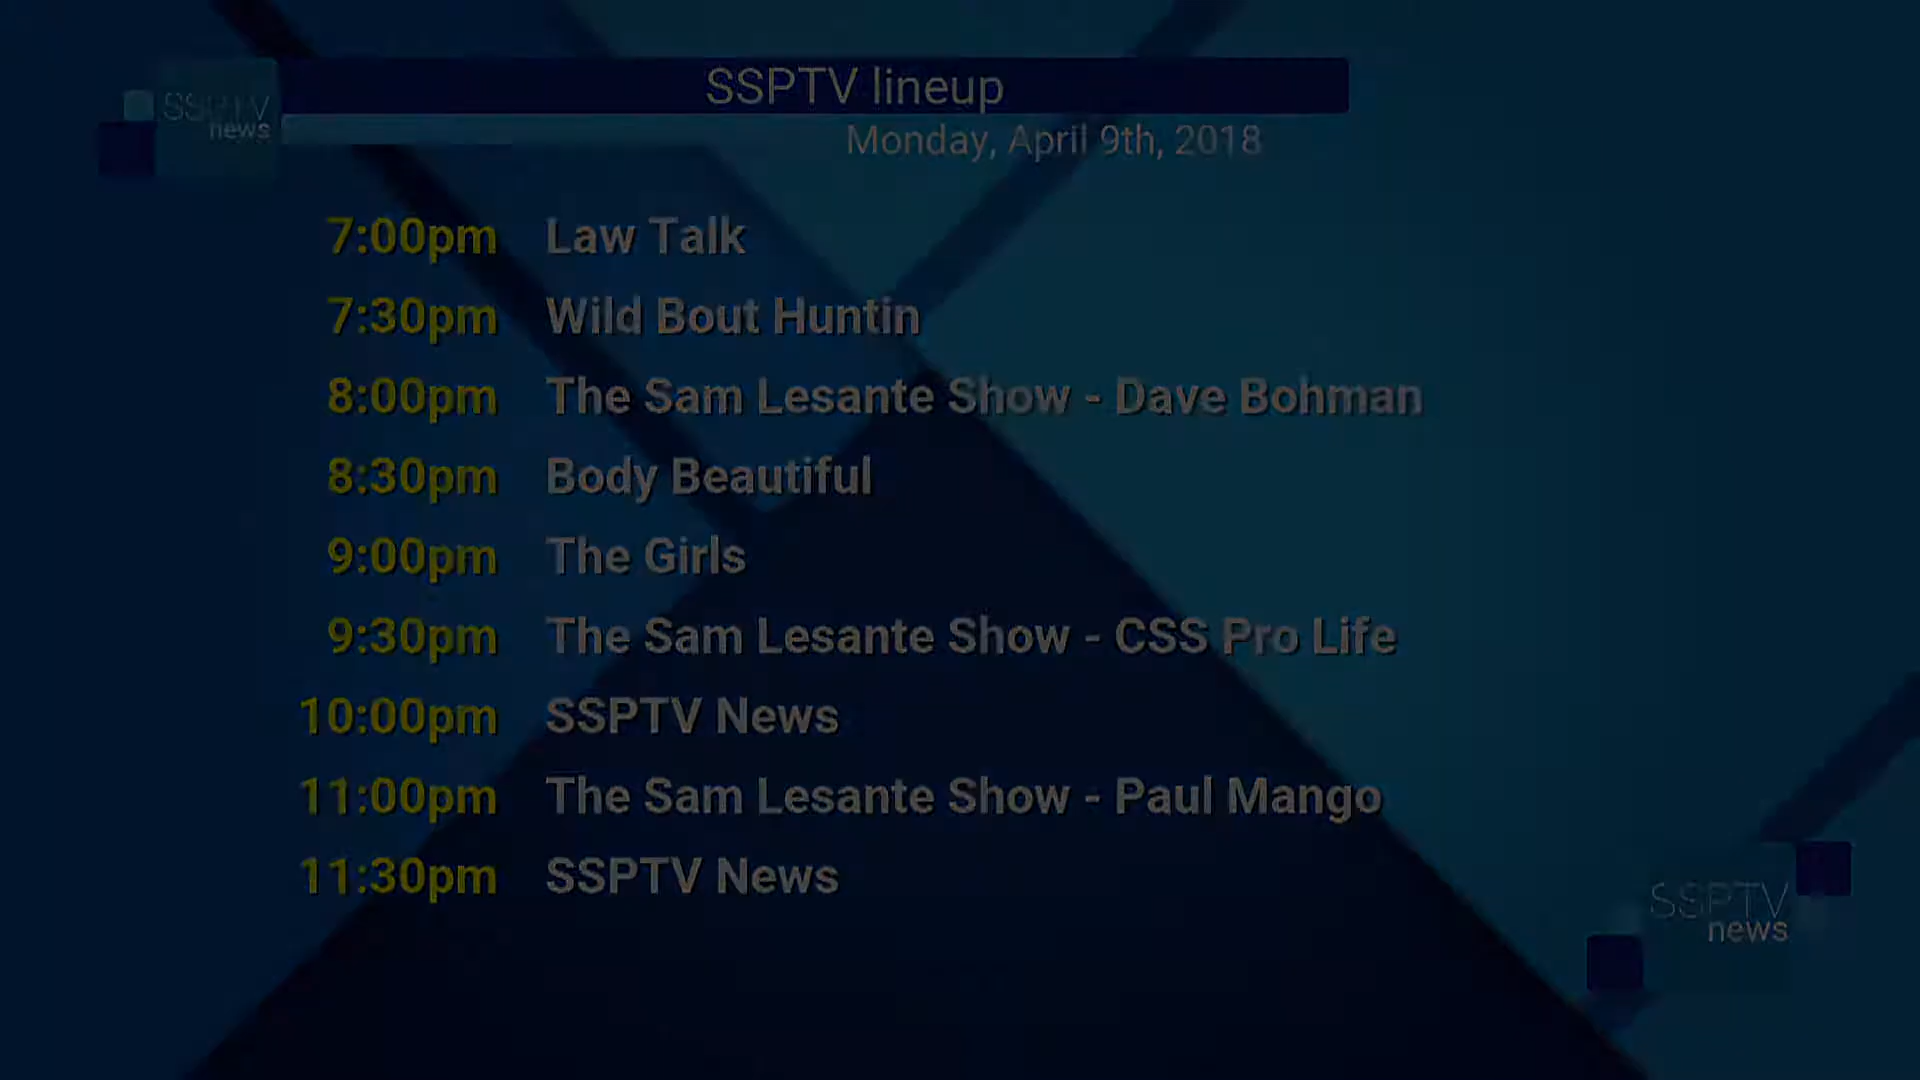 SSPTV lineup
SSPTV
news
Monday, April 9th, 2018
7:00pm Law Talk
7:30pm Wild Bout Huntin
8:00pm The Sam Lesante Show - Dave Bohman
8:30pm Body Beautiful
9:00pm The Girls
9:30pm The Sam Lesante Show - CSS Pro Life
10:00pm SSPTV News
11:00pm The Sam Lesante Show - Paul Mango
11:30pm SSPTV News
SSPTV
news